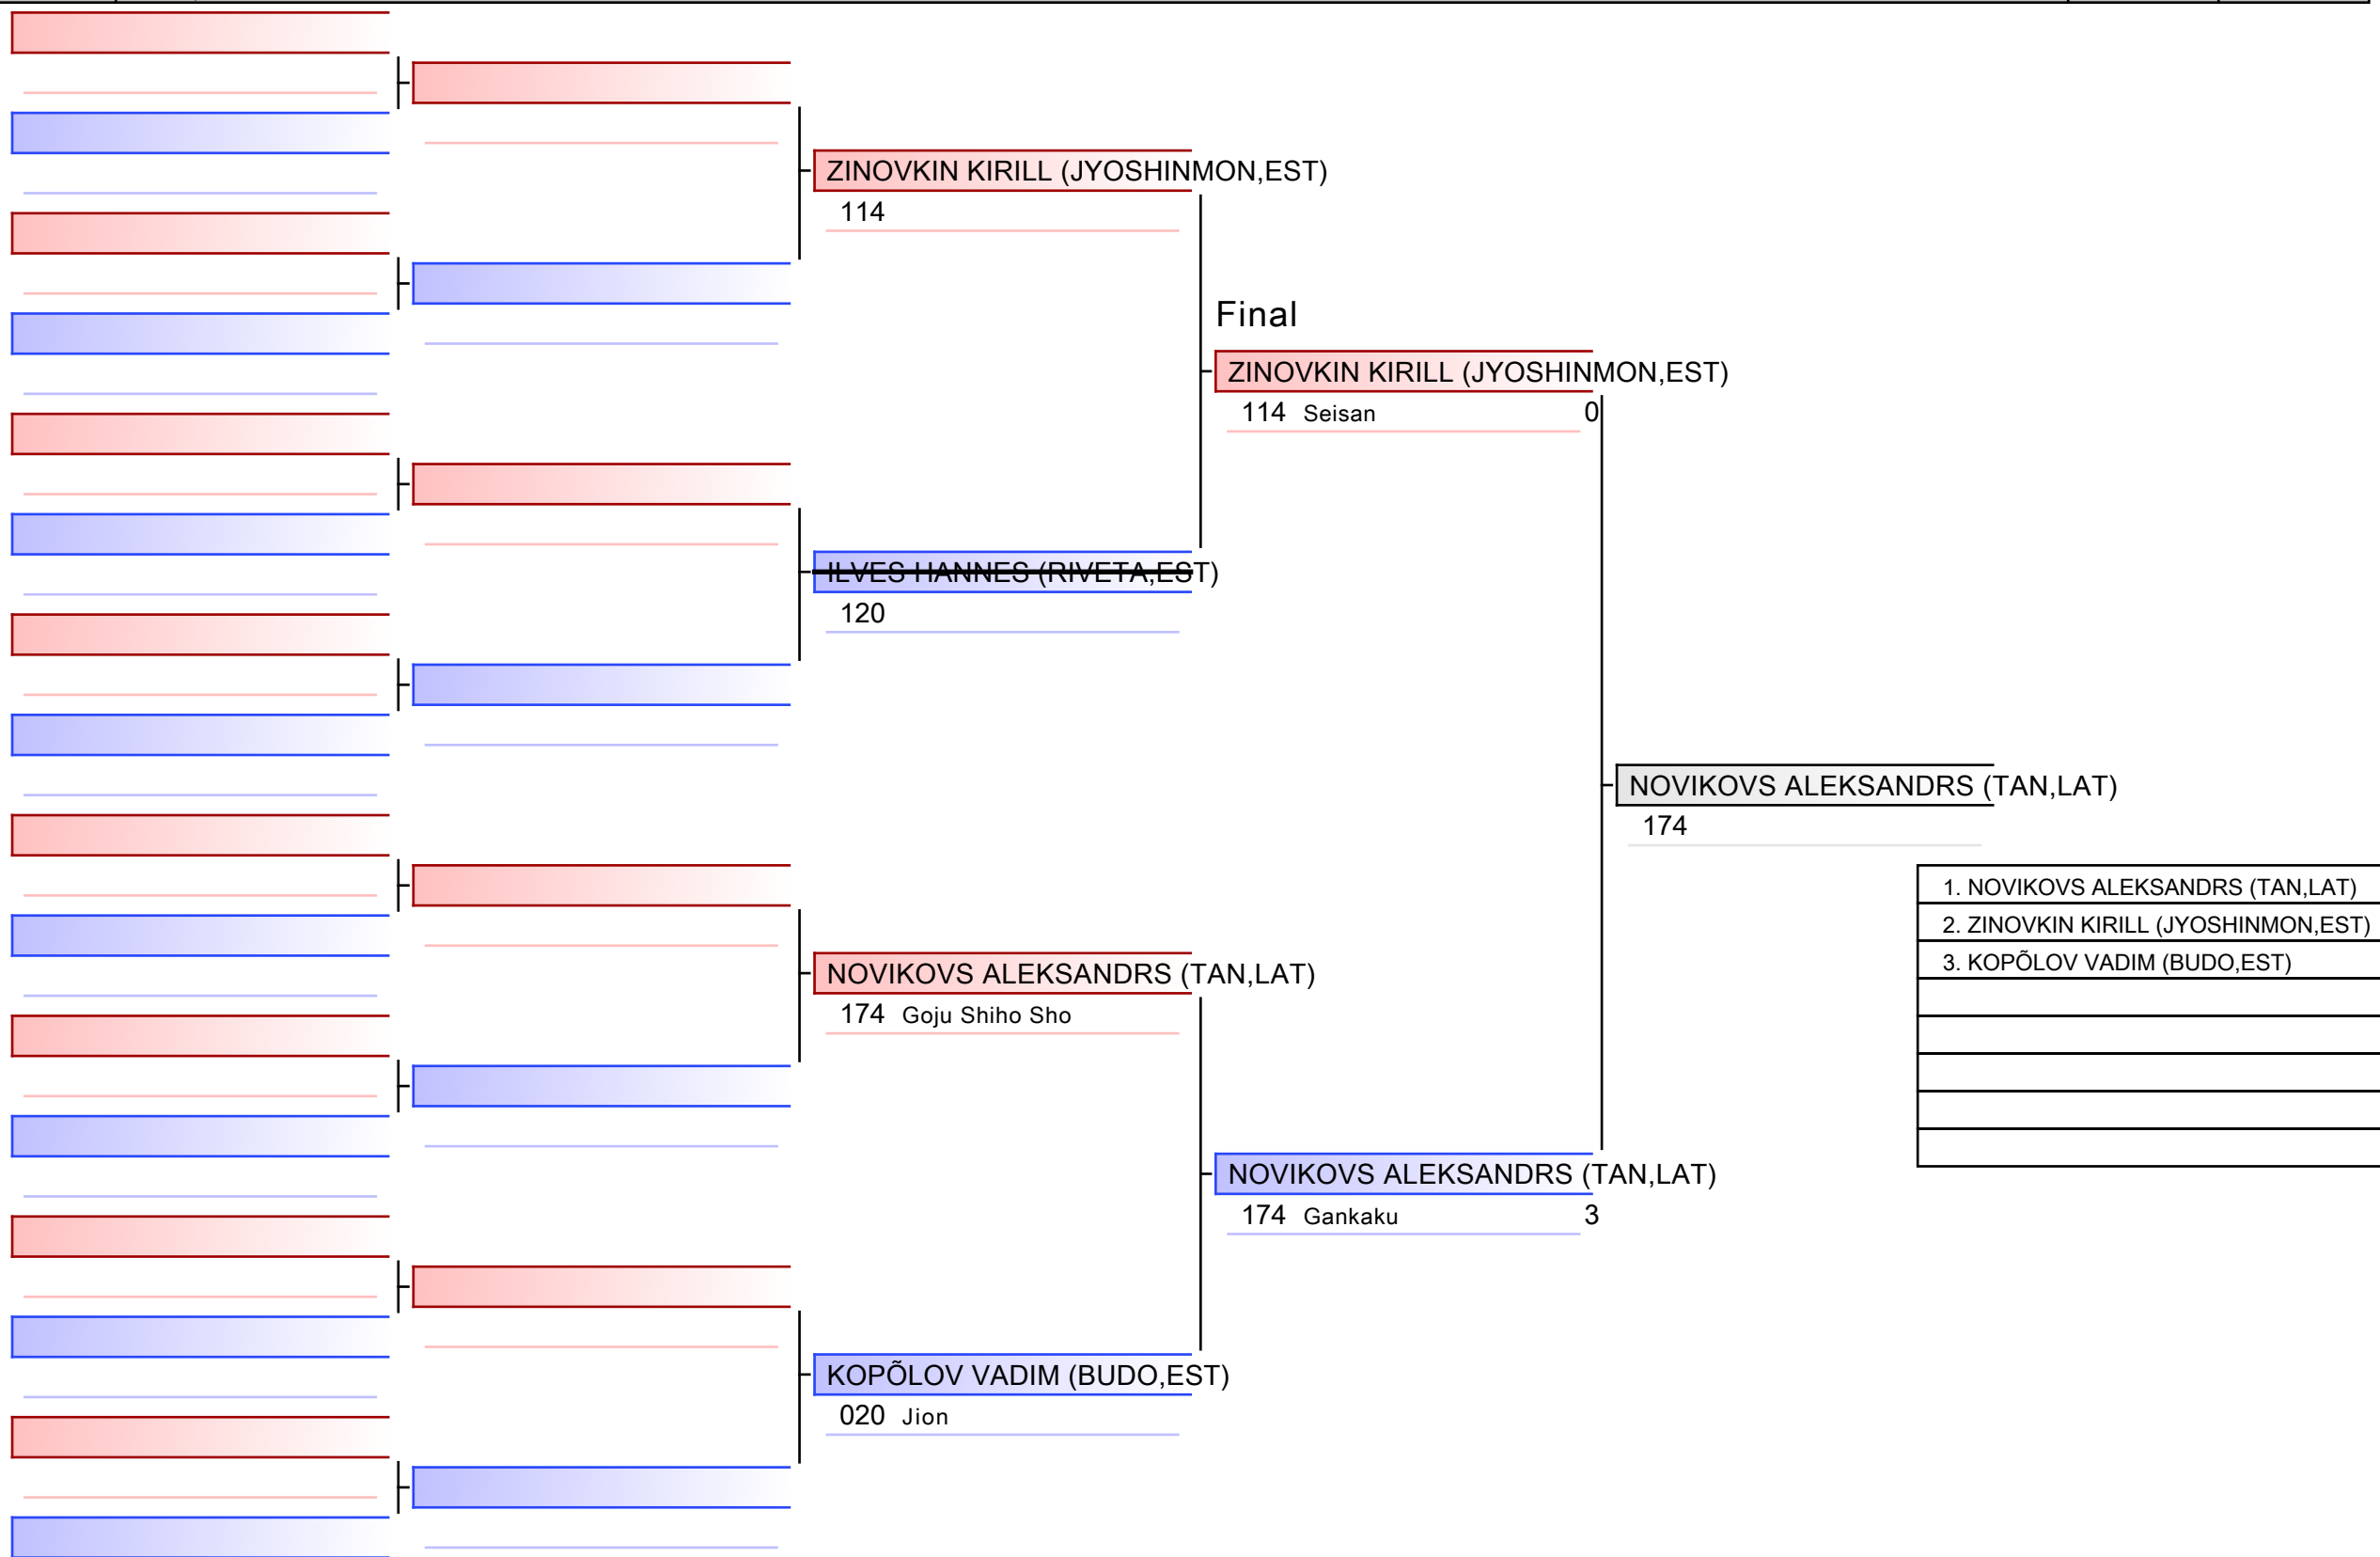 ZINOVKIN KIRILL (JYOSHINMON,EST)
114
Final
ZINOVKIN KIRILL (JYOSHINMON,EST)
114 Seisan 0
ILVES HANNES (RIVETA,EST)
120
NOVIKOVS ALEKSANDRS (TAN,LAT)
174
1. NOVIKOVS ALEKSANDRS (TAN,LAT)
2. ZINOVKIN KIRILL (JYOSHINMON,EST)
3. KOPÕLOV VADIM (BUDO,EST)
NOVIKOVS ALEKSANDRS (TAN,LAT)
174 Goju Shiho Sho
NOVIKOVS ALEKSANDRS (TAN,LAT)
174 Gankaku 3
KOPÕLOV VADIM (BUDO,EST)
020 Jion